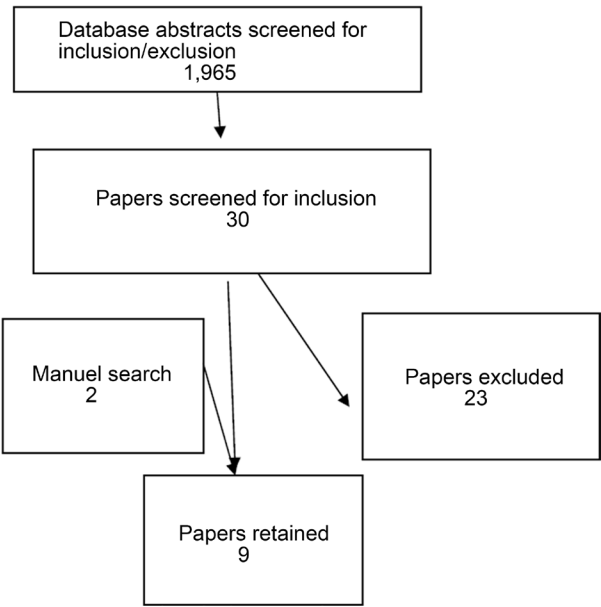 Database abstracts screened for
inclusion/exclusion
1,965
Papers screened for inclusion
30
Manuel search
2
Papers excluded
23
Papers retained
9